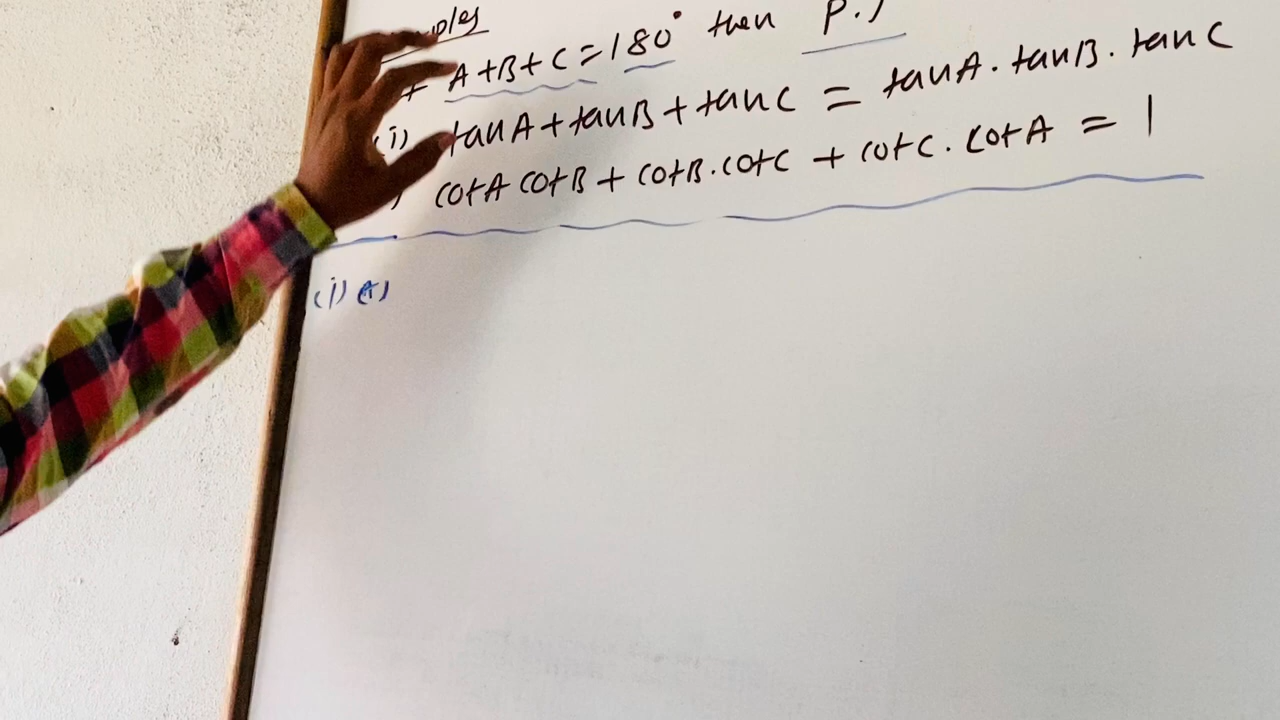 A+B+C = 180° then P.
(i) tanA + tanB + tanC = tanA . tanB . tanC
) cotA cotB + cotB.cotC + cotC . cotA = 1
(i)